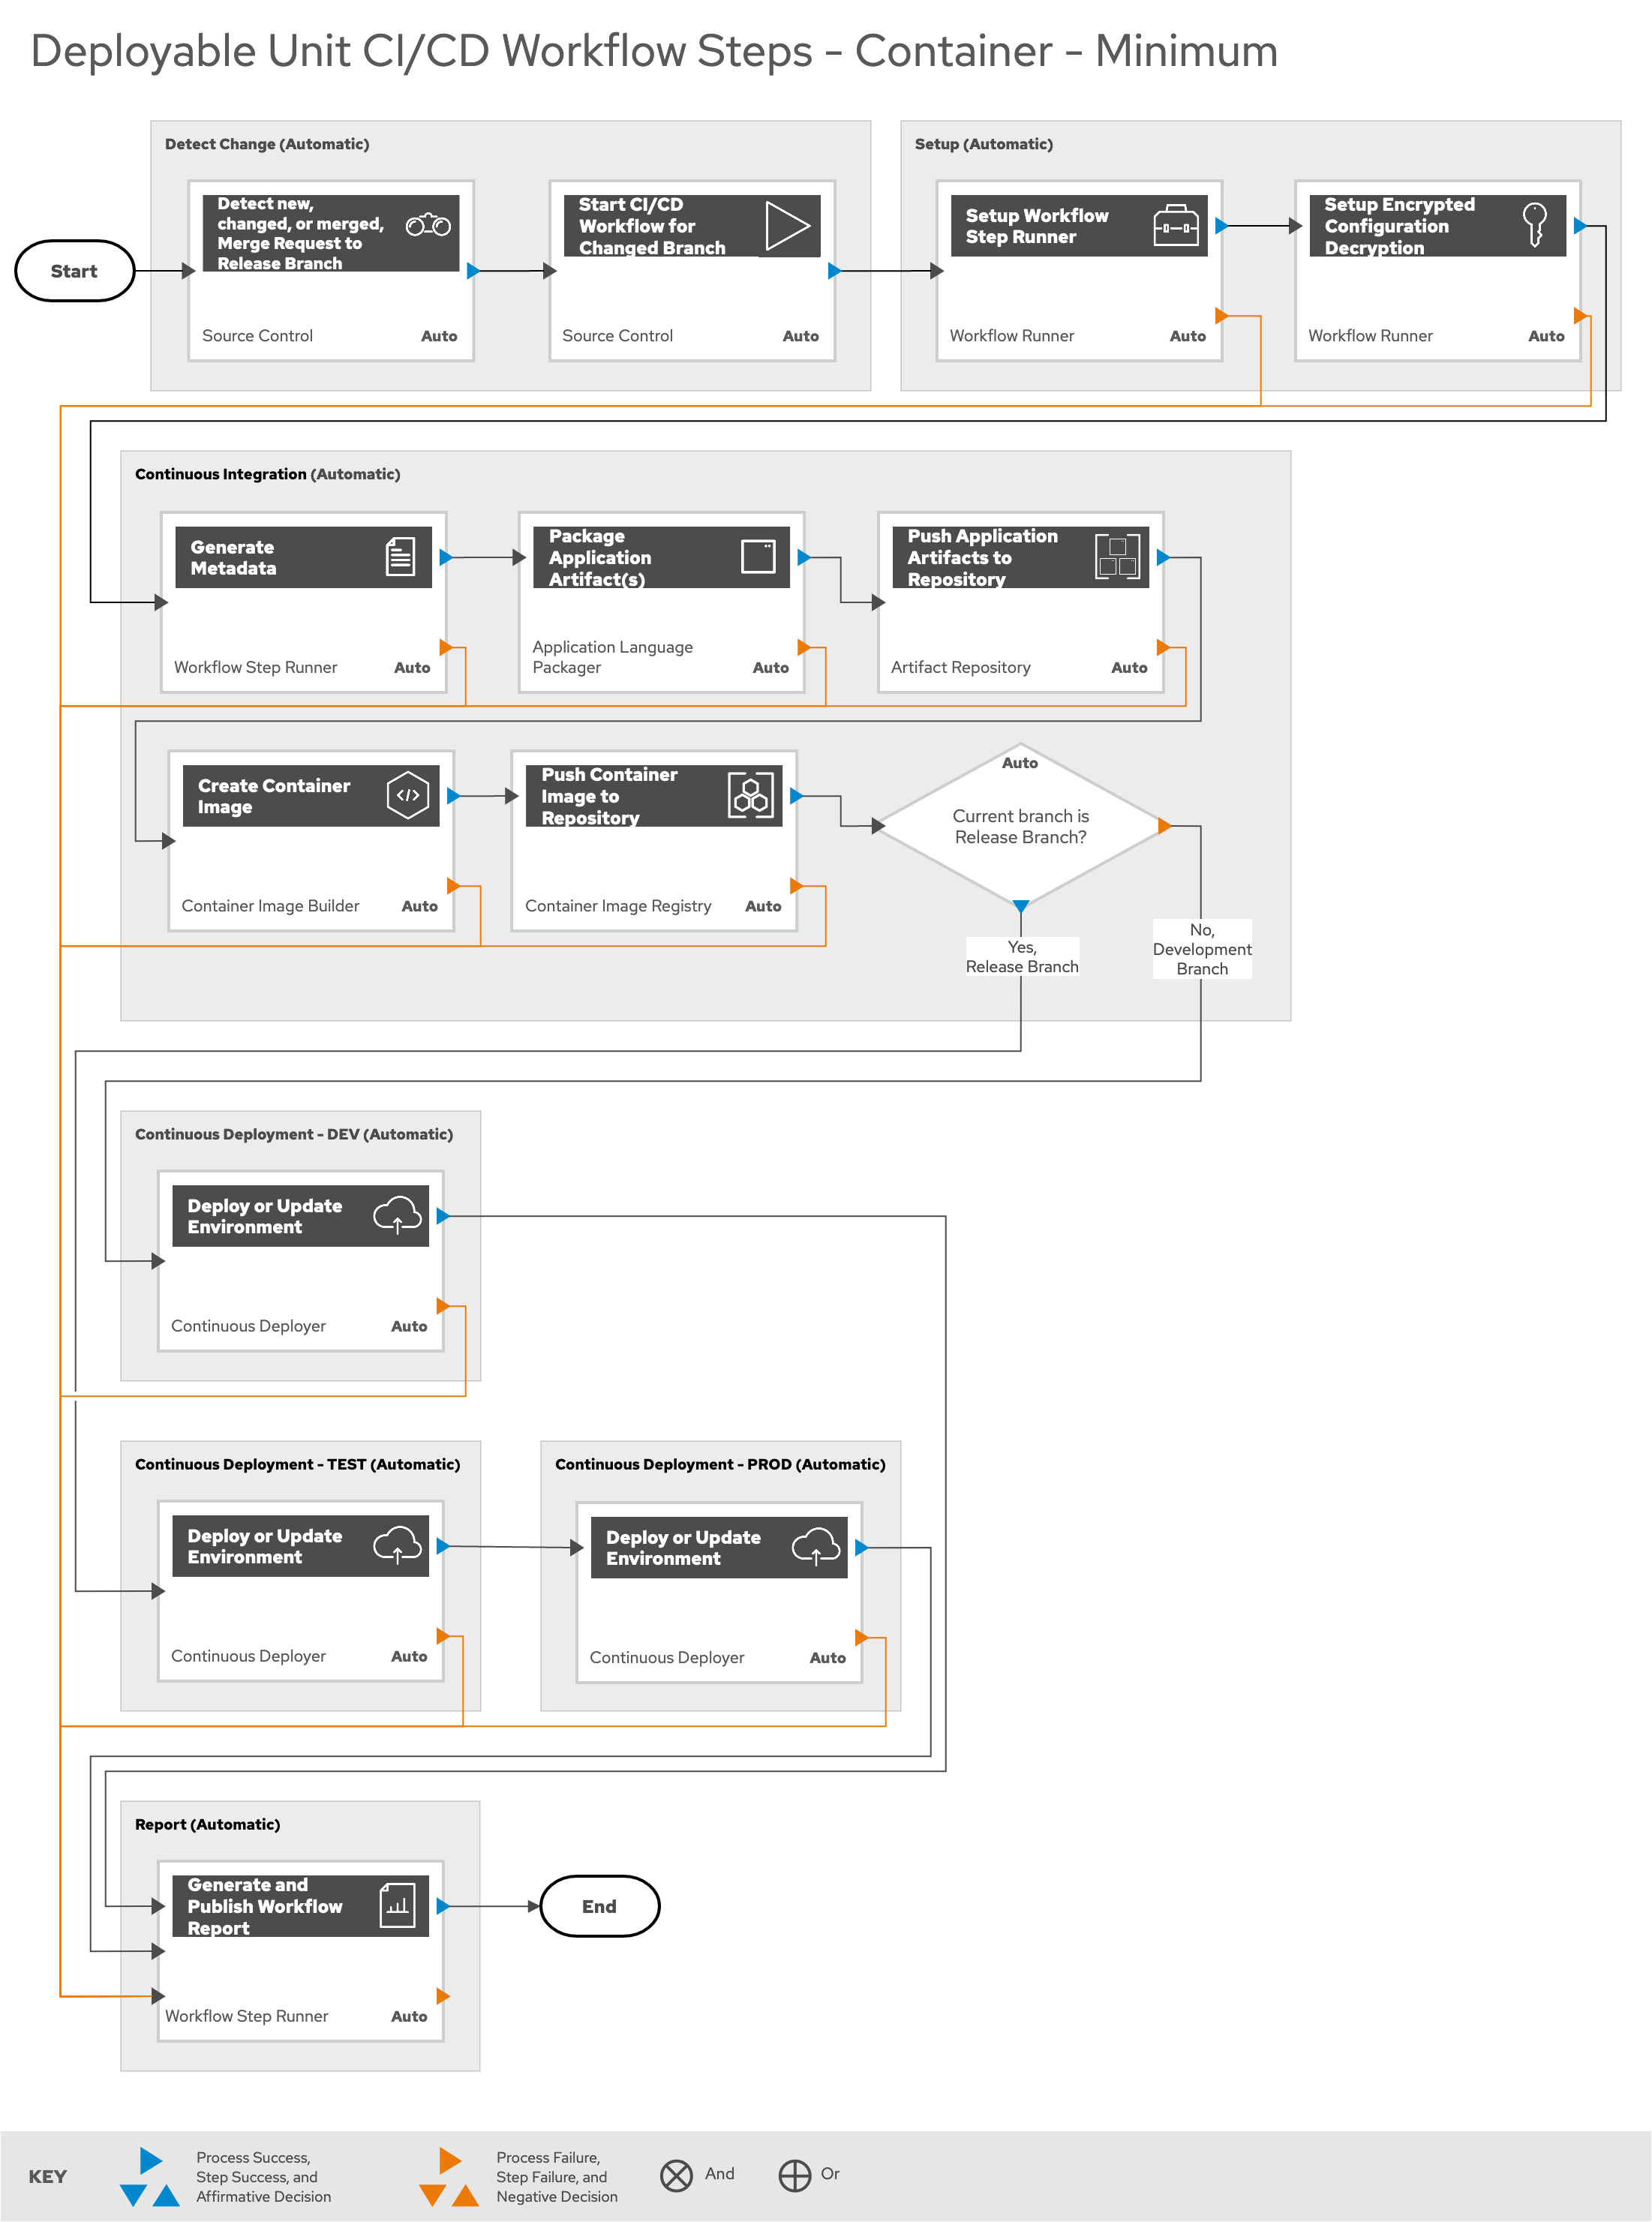 Deployable Unit CI/CD Workflow Steps - Container - Minimum
Detect Change (Automatic)
Setup (Automatic)
Start
Detect new,
changed, or merged,
Merge Request to
Release Branch
Source Control
Auto
Start CI/CD
Workflow for
Changed Branch
Source Control
Auto
Setup Workflow
Step Runner
Workflow Runner
Auto
Setup Encrypted
Configuration
Decryption
Workflow Runner
Auto
Continuous Integration (Automatic)
Generate
Metadata
Workflow Step Runner
Auto
Package
Application
Artifact(s)
Application Language
Packager
Auto
Push Application
Artifacts to
Repository
Artifact Repository
Auto
Create Container
Image
Container Image Builder
Auto
Push Container
Image to
Repository
Container Image Registry
Auto
Auto
Current branch is
Release Branch?
Yes,
Release Branch
No,
Development
Branch
Continuous Deployment - DEV (Automatic)
Deploy or Update
Environment
Continuous Deployer
Auto
Continuous Deployment - TEST (Automatic)
Deploy or Update
Environment
Continuous Deployer
Auto
Continuous Deployment - PROD (Automatic)
Deploy or Update
Environment
Continuous Deployer
Auto
Report (Automatic)
Generate and
Publish Workflow
Report
Workflow Step Runner
Auto
End
KEY
Process Success,
Step Success, and
Affirmative Decision
Process Failure,
Step Failure, and
Negative Decision
And
Or